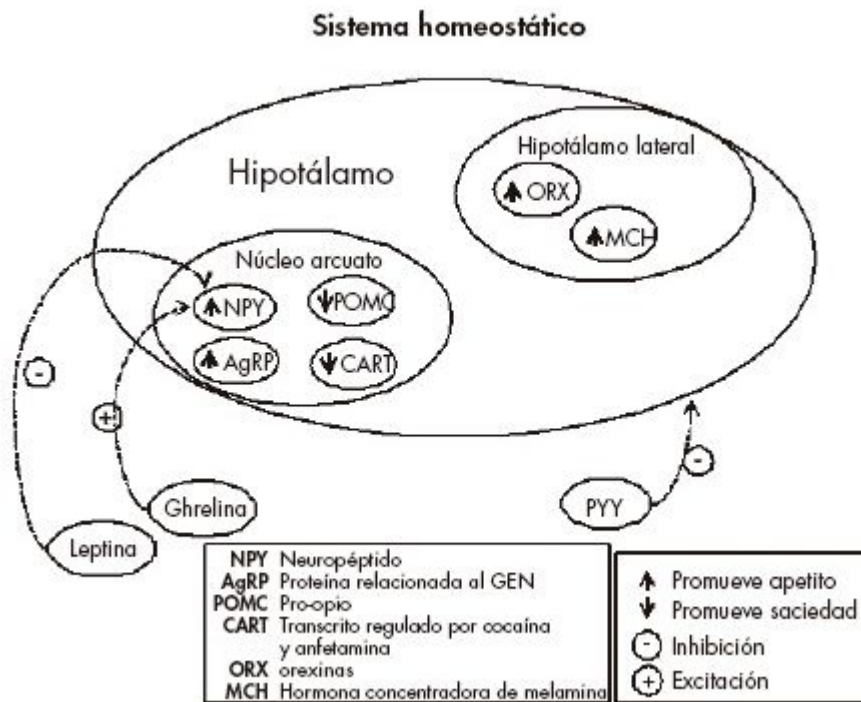 Sistema homeostático
Hipotálamo lateral
ORX
MCH
Hipotálamo
Núcleo arcuato
NPY
POMC
AgRP
CART
-
+
-
Ghrelina
Leptina
PYY
NPY Neuropéptido
AgRP Proteína relacionada al GEN
POMC Pro-opio
CART Transcrito regulado por cocaína
y anfetamina
ORX orexinas
MCH Hormona concentradora de melamina
Promueve apetito
Promueve saciedad
- Inhibición
+ Excitación